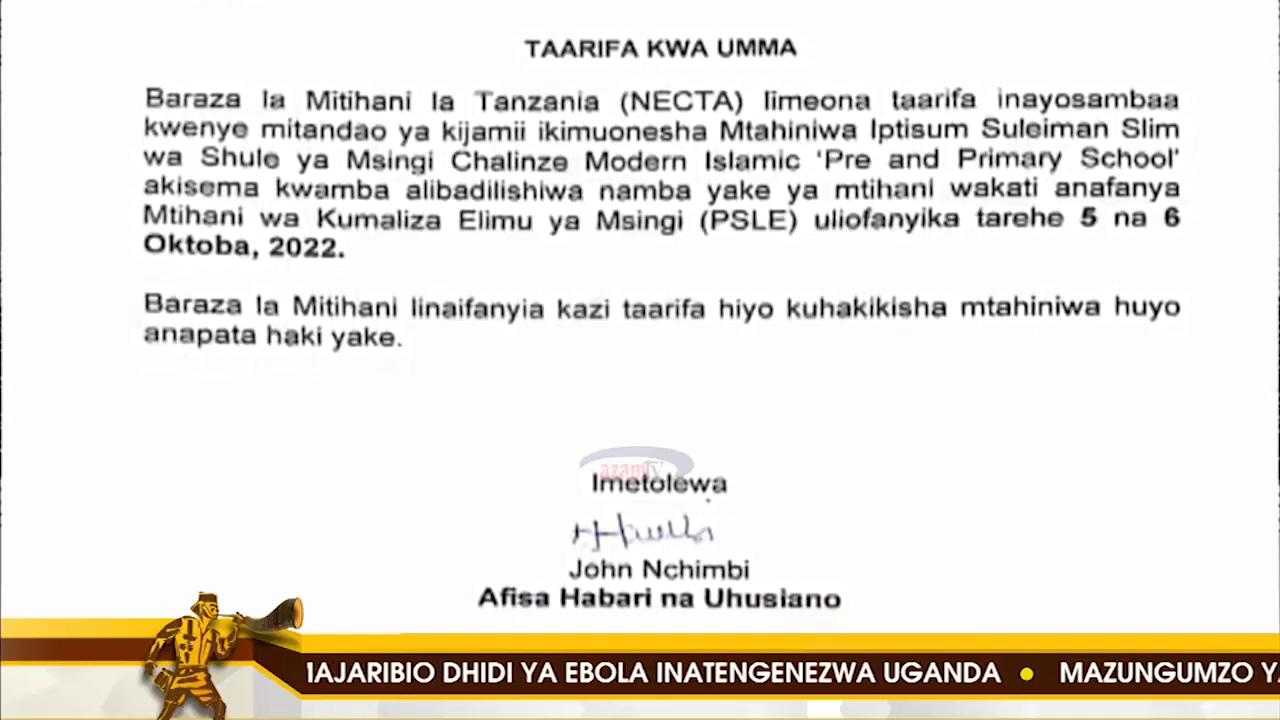 TAARIFA KWA UMMA
Baraza la Mitihani la Tanzania (NECTA) limeona taarifa inayosambaa
kwenye mitandao ya kijamii ikimuonesha Mtahiniwa Iptisum Suleiman Slim
wa Shule ya Msingi Chalinze Modern Islamic ‘Pre and Primary School’
akisema kwamba alibadilishiwa namba yake ya mtihani wakati anafanya
Mtihani wa Kumaliza Elimu ya Msingi (PSLE) uliofanyika tarehe 5 na 6
Oktoba, 2022.
Baraza la Mitihani linaifanyia kazi taarifa hiyo kuhakikisha mtahiniwa huyo
anapata haki yake.
azam TV
Imetolewa
John Nchimbi
Afisa Habari na Uhusiano
DHIDI YA EBOLA INATENGENEZWA UGANDA • MAZUNGUMZO